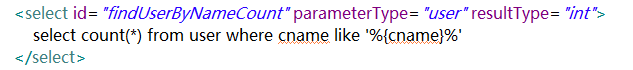 <select id="findUserByNameCount" parameterType="user" resultType="int">
select count(*) from user where cname like '%{cname}%'
</select>